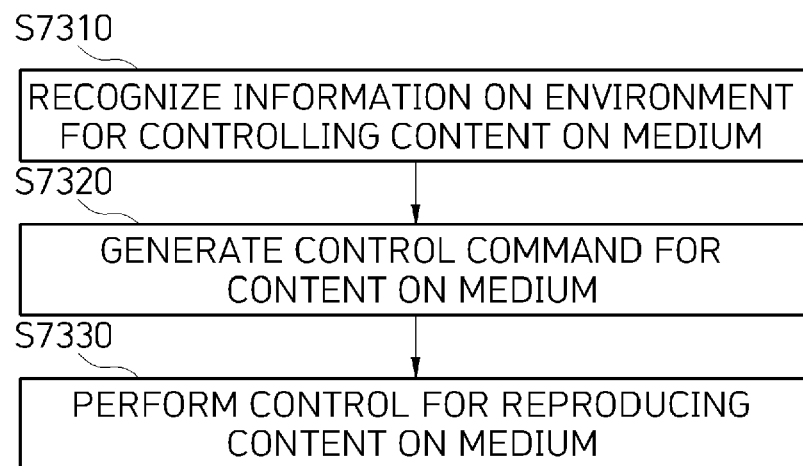 S7310
RECOGNIZE INFORMATION ON ENVIRONMENT
FOR CONTROLLING CONTENT ON MEDIUM
S7320
GENERATE CONTROL COMMAND FOR
CONTENT ON MEDIUM
S7330
PERFORM CONTROL FOR REPRODUCING
CONTENT ON MEDIUM